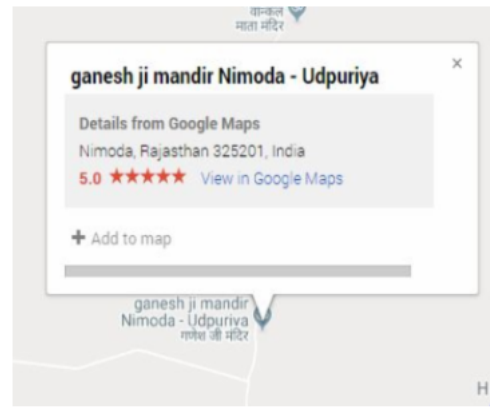 माता मंदिर
×
ganesh ji mandir Nimoda - Udpuriya
Details from Google Maps
Nimoda, Rajasthan 325201, India
5.0 ★★★★★ View in Google Maps
+ Add to map
ganesh ji mandir
Nimoda - Udpuriya
गणेश जी मंदिर
H